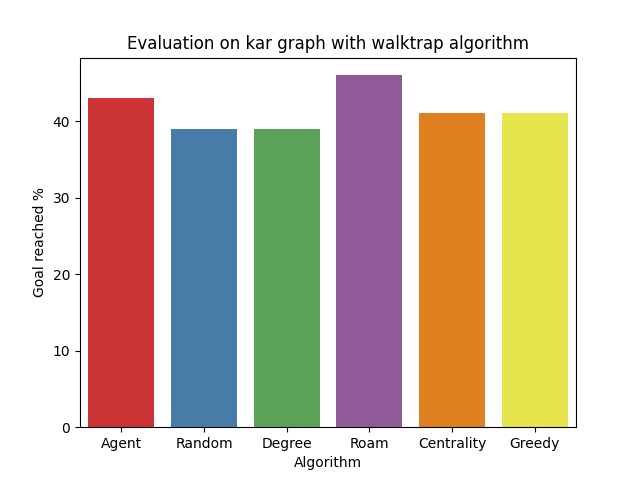 Evaluation on kar graph with walktrap algorithm
Goal reached %
40
30
20
10
0
Agent Random Degree Roam Centrality Greedy
Algorithm